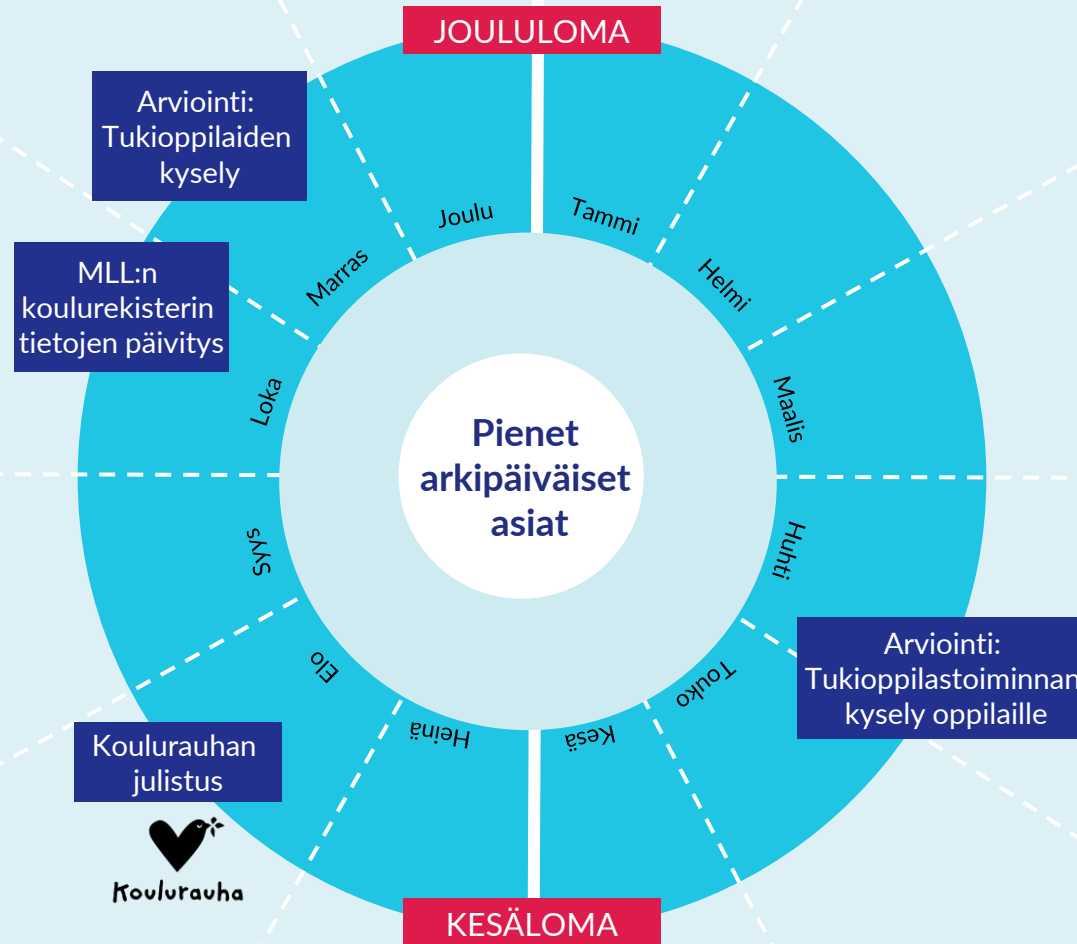 JOULULOMA
Arviointi:
Tukioppilaiden
kysely
Joulu
Tammi
Marras
Helmi
MLL:n
koulurekisterin
tietojen päivitys
Loka
Maalis
Pienet
arkipäiväiset
asiat
Syys
Huhti
Elo
Touko
Arviointi:
Tukioppilastoiminnan
kysely oppilaille
Heinä
Kesä
Koulurauhan
julistus
Koulurauha
KESÄLOMA